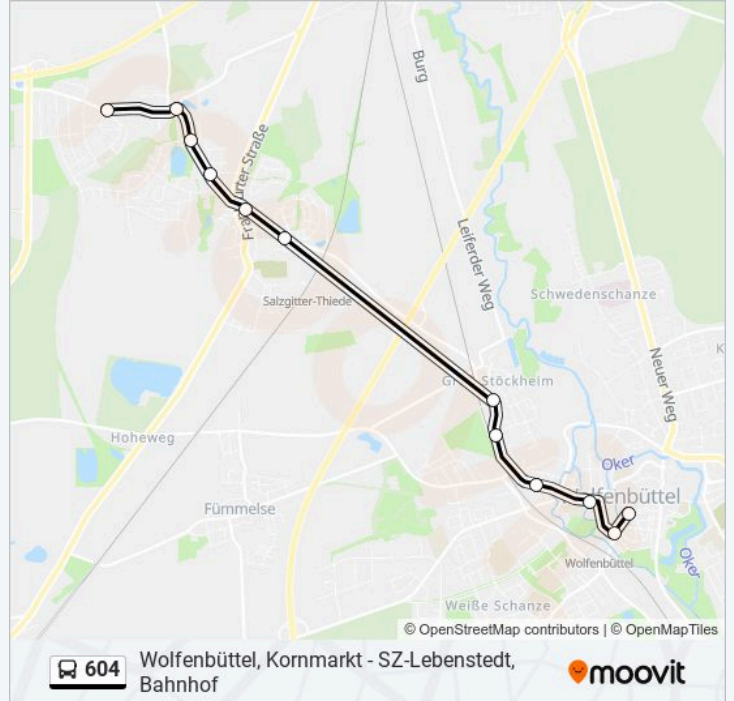 Burg
Frankfurter Straße
Leiferder Weg
Schwedenschanze
Salzgitter-Thiede
Neuer Weg
K
Groß Stöckheim
Hoheweg
Oker
Wolfenbüttel
Fümmelse
Wolfenbüttel
Oker
Weiße Schanze
© OpenStreetMap contributors | © OpenMapTiles
604
Wolfenbüttel, Kornmarkt - SZ-Lebenstedt,
Bahnhof
moovit